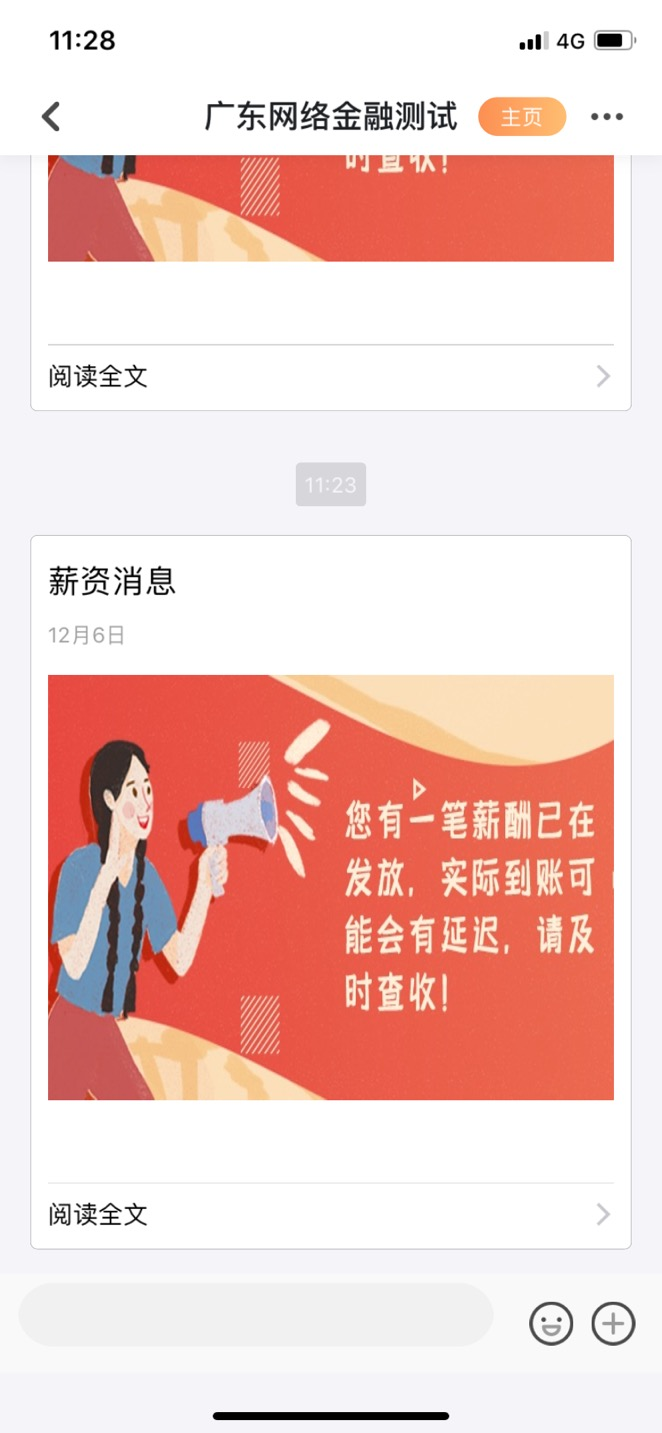 11:28
4G
广东网络金融测试
主页
时查收!
阅读全文
11:23
薪资消息
12月6日
您有一笔薪酬已在
发放，实际到账可
能会有延迟，请及
时查收!
阅读全文